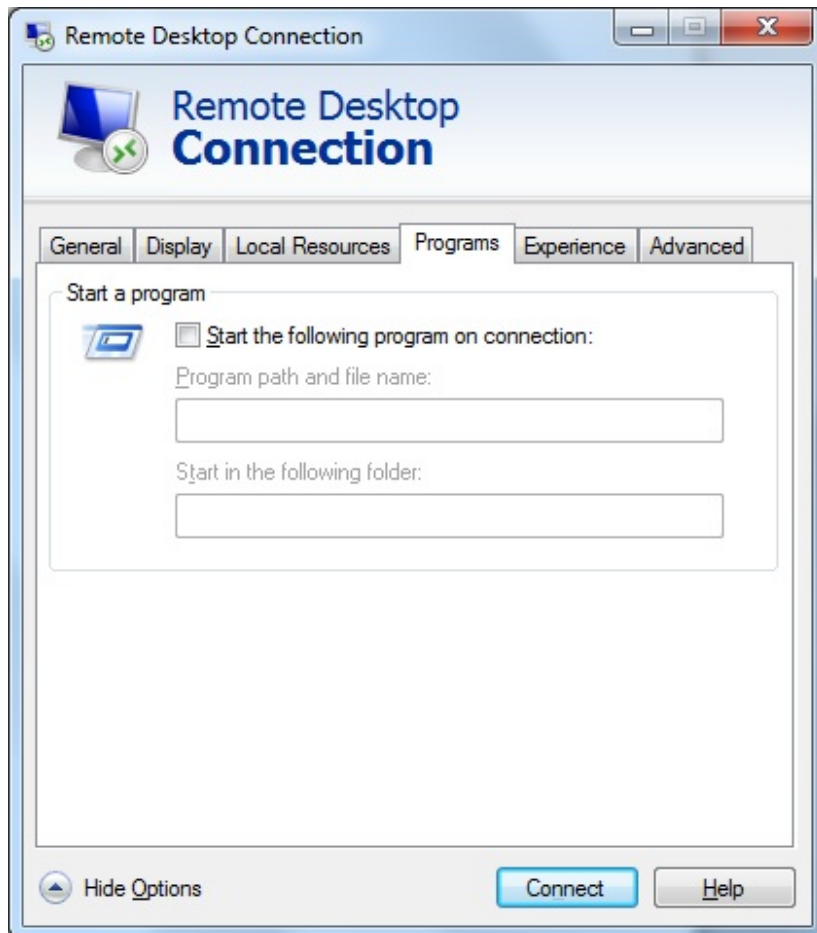 Remote Desktop Connection
Remote Desktop
Connection
General Display Local Resources Programs Experience Advanced
Start a program
Start the following program on connection:
Program path and file name:
Start in the following folder:
Hide Options Connect Help